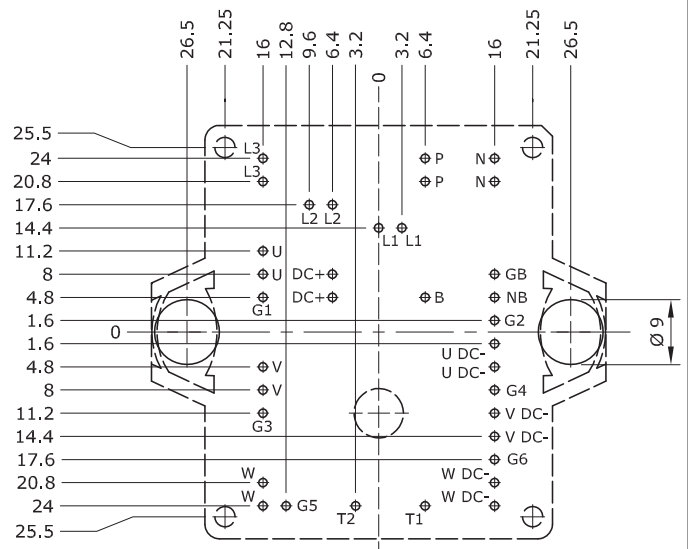 26.5 21.25 16 12.8 9.6 6.4 3.2 0 3.2 6.4 16 21.25 26.5
25.5
24 L3 P N
20.8 L3 P N
17.6 L2 L2
14.4 L1 L1
11.2 U
8 U DC+ GB
4.8 G1 DC+ B NB
1.6 G2
0 Ø 9
1.6 U DC-
4.8 V U DC-
8 V G4
11.2 G3 V DC-
14.4 V DC-
17.6 G6
20.8 W W DC-
24 W G5 T2 T1 W DC-
25.5